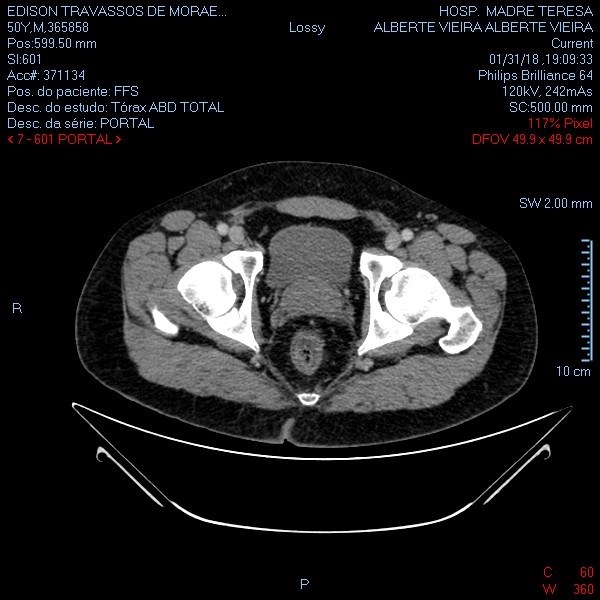 EDISON TRAVASSOS DE MORAE...
50Y,M,365858
Pos:599.50 mm
SI:601
Acc#: 371134
Pos. do paciente: FFS
Desc. do estudo: Tórax ABD TOTAL
Desc. da série: PORTAL
< 7 - 601 PORTAL >
Lossy
HOSP. MADRE TERESA
ALBERTE VIEIRA ALBERTE VIEIRA
Current
01/31/18 ,19:09:33
Philips Brilliance 64
120kV, 242mAs
SC:500.00 mm
117% Pixel
DFOV 49.9 x 49.9 cm
SW 2.00 mm
R
10 cm
P
C 60
W 360